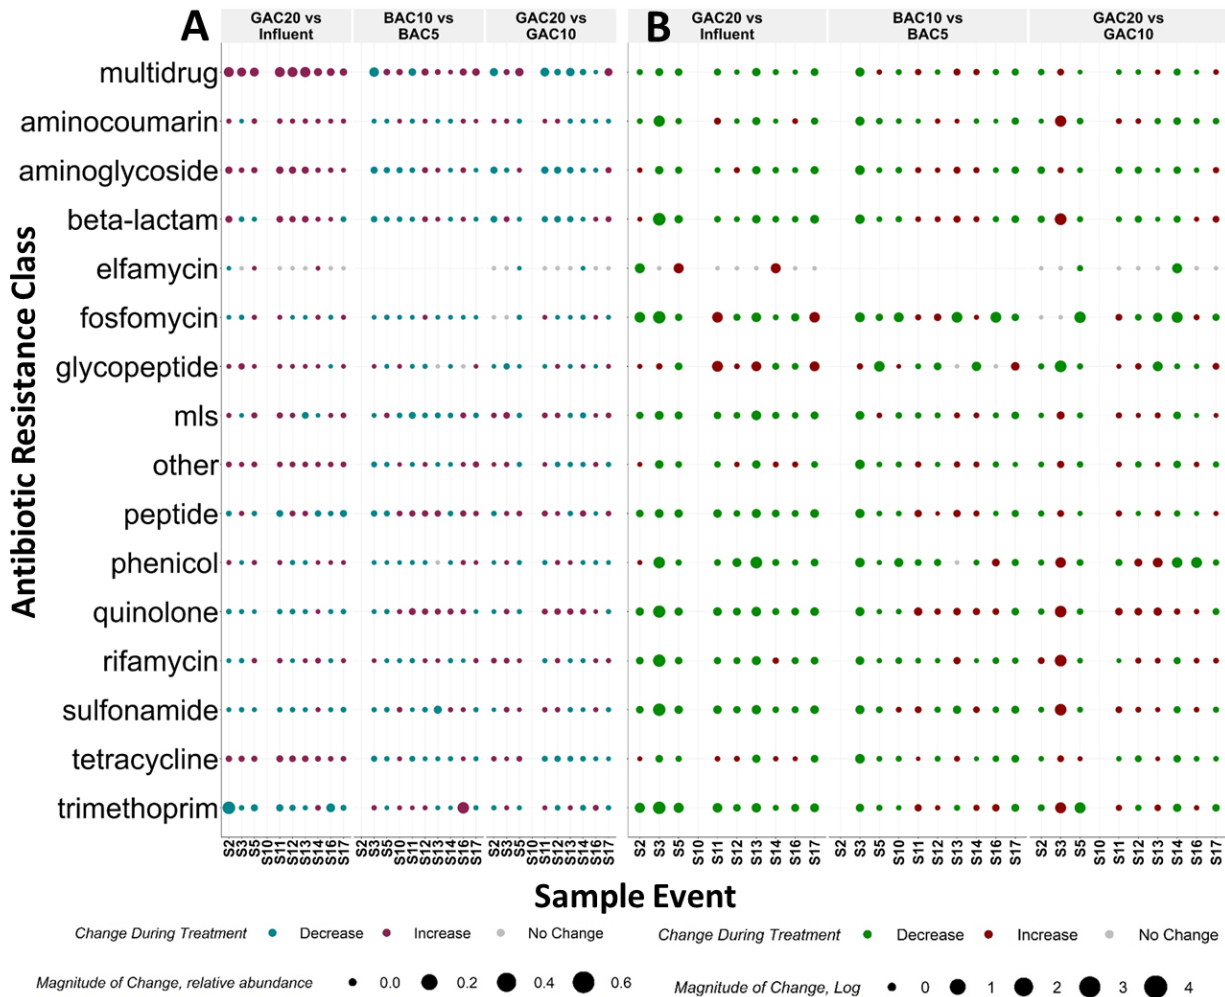 A
GAC20 vs Influent
BAC10 vs BAC5
GAC20 vs GAC10
B
GAC20 vs Influent
BAC10 vs BAC5
GAC20 vs GAC10
Antibiotic Resistance Class
multidrug
aminocoumarin
aminoglycoside
beta-lactam
elfamycin
fosfomycin
glycopeptide
mls
other
peptide
phenicol
quinolone
rifamycin
sulfonamide
tetracycline
trimethoprim
S2 S3 S5 S10 S11 S12 S13 S14 S16 S17
S2 S3 S5 S10 S11 S12 S13 S14 S16 S17
S2 S3 S5 S10 S11 S12 S13 S14 S16 S17
S2 S3 S5 S10 S11 S12 S13 S14 S16 S17
S2 S3 S5 S10 S11 S12 S13 S14 S16 S17
S2 S3 S5 S10 S11 S12 S13 S14 S16 S17
Sample Event
Change During Treatment Decrease Increase No Change
Change During Treatment Decrease Increase No Change
Magnitude of Change, relative abundance 0.0 0.2 0.4 0.6
Magnitude of Change, Log 0 1 2 3 4